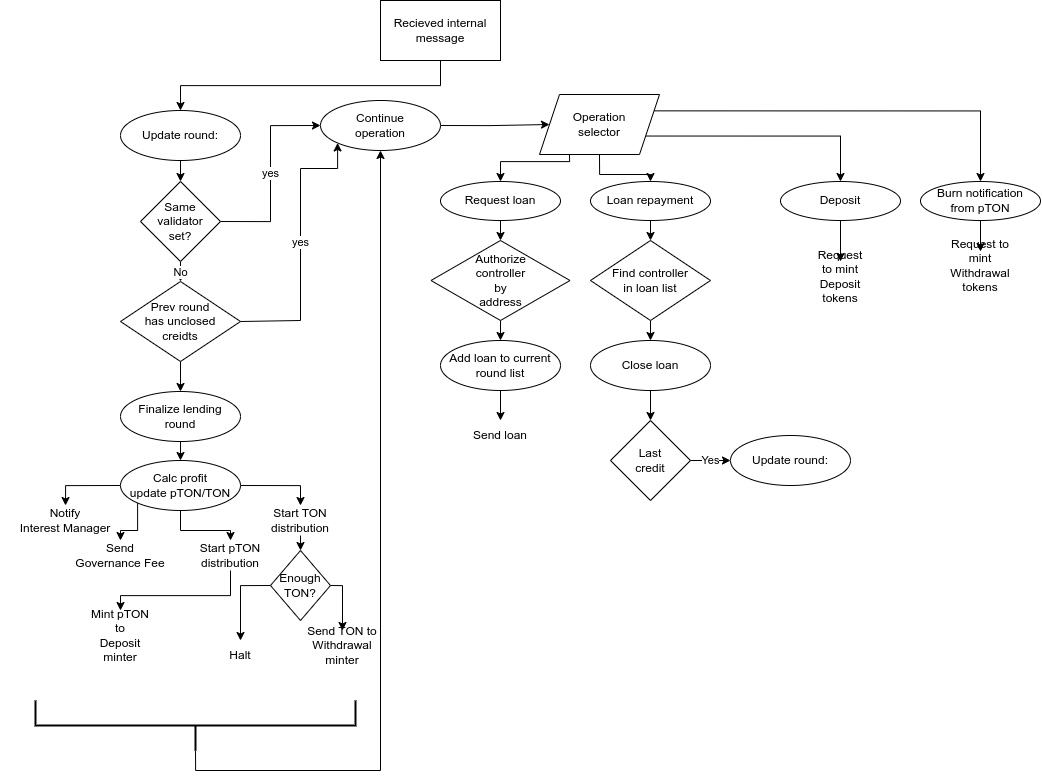 Recieved internal
message
Update round:
Continue
operation
Operation
selector
yes
Same
validator
set?
No
yes
Prev round
has unclosed
creidts
Finalize lending
round
Calc profit
update pTON/TON
Notify
Interest Manager
Send
Governance Fee
Start pTON
distribution
Start TON
distribution
Enough
TON?
Mint pTON
to
Deposit
minter
Halt
Send TON to
Withdrawal
minter
Request loan
Authorize
controller
by
address
Add loan to current
round list
Send loan
Loan repayment
Find controller
in loan list
Close loan
Last
credit
Yes
Update round:
Deposit
Request
to mint
Deposit
tokens
Burn notification
from pTON
Request to
mint
Withdrawal
tokens